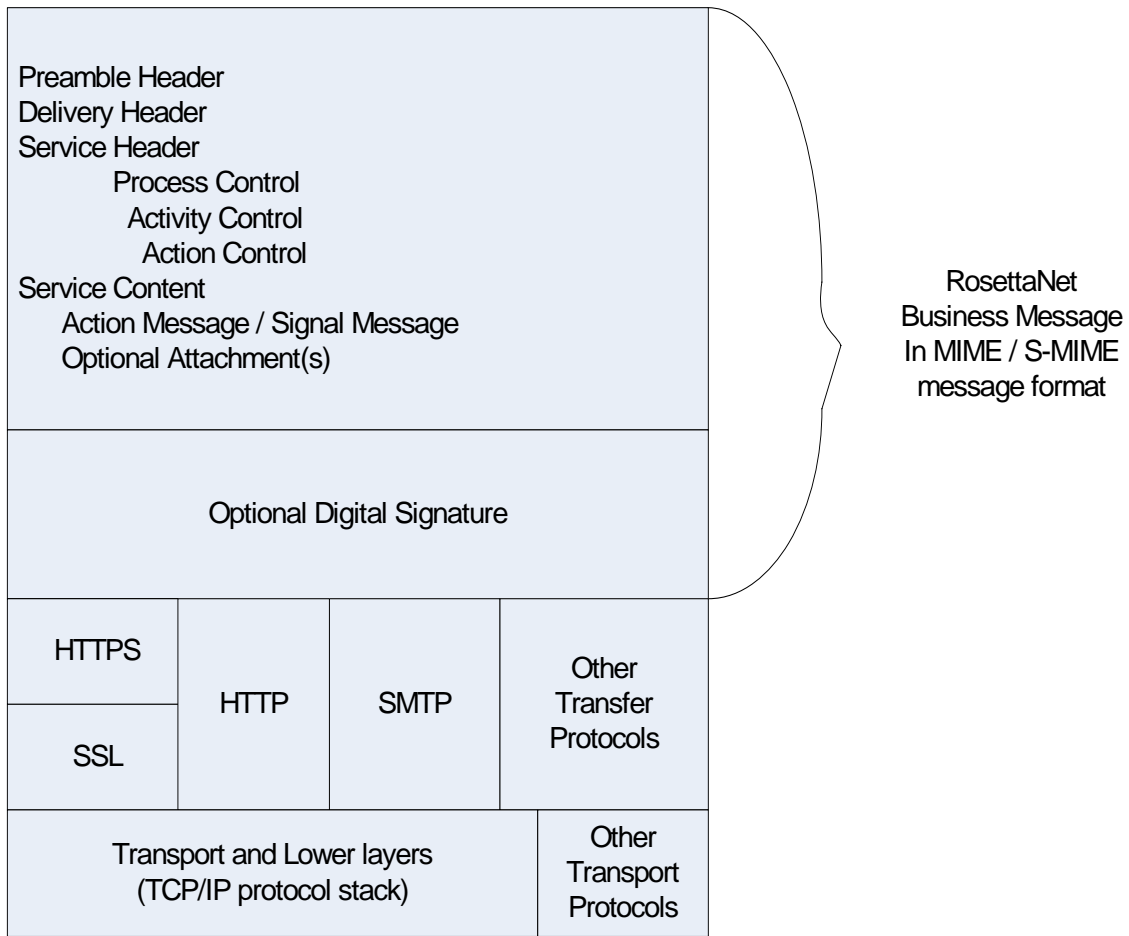 Preamble Header
Delivery Header
Service Header
Process Control
Activity Control
Action Control
Service Content
Action Message / Signal Message
Optional Attachment(s)
RosettaNet
Business Message
In MIME / S-MIME
message format
Optional Digital Signature
HTTPS
SSL
HTTP
SMTP
Other
Transfer
Protocols
Transport and Lower layers
(TCP/IP protocol stack)
Other
Transport
Protocols